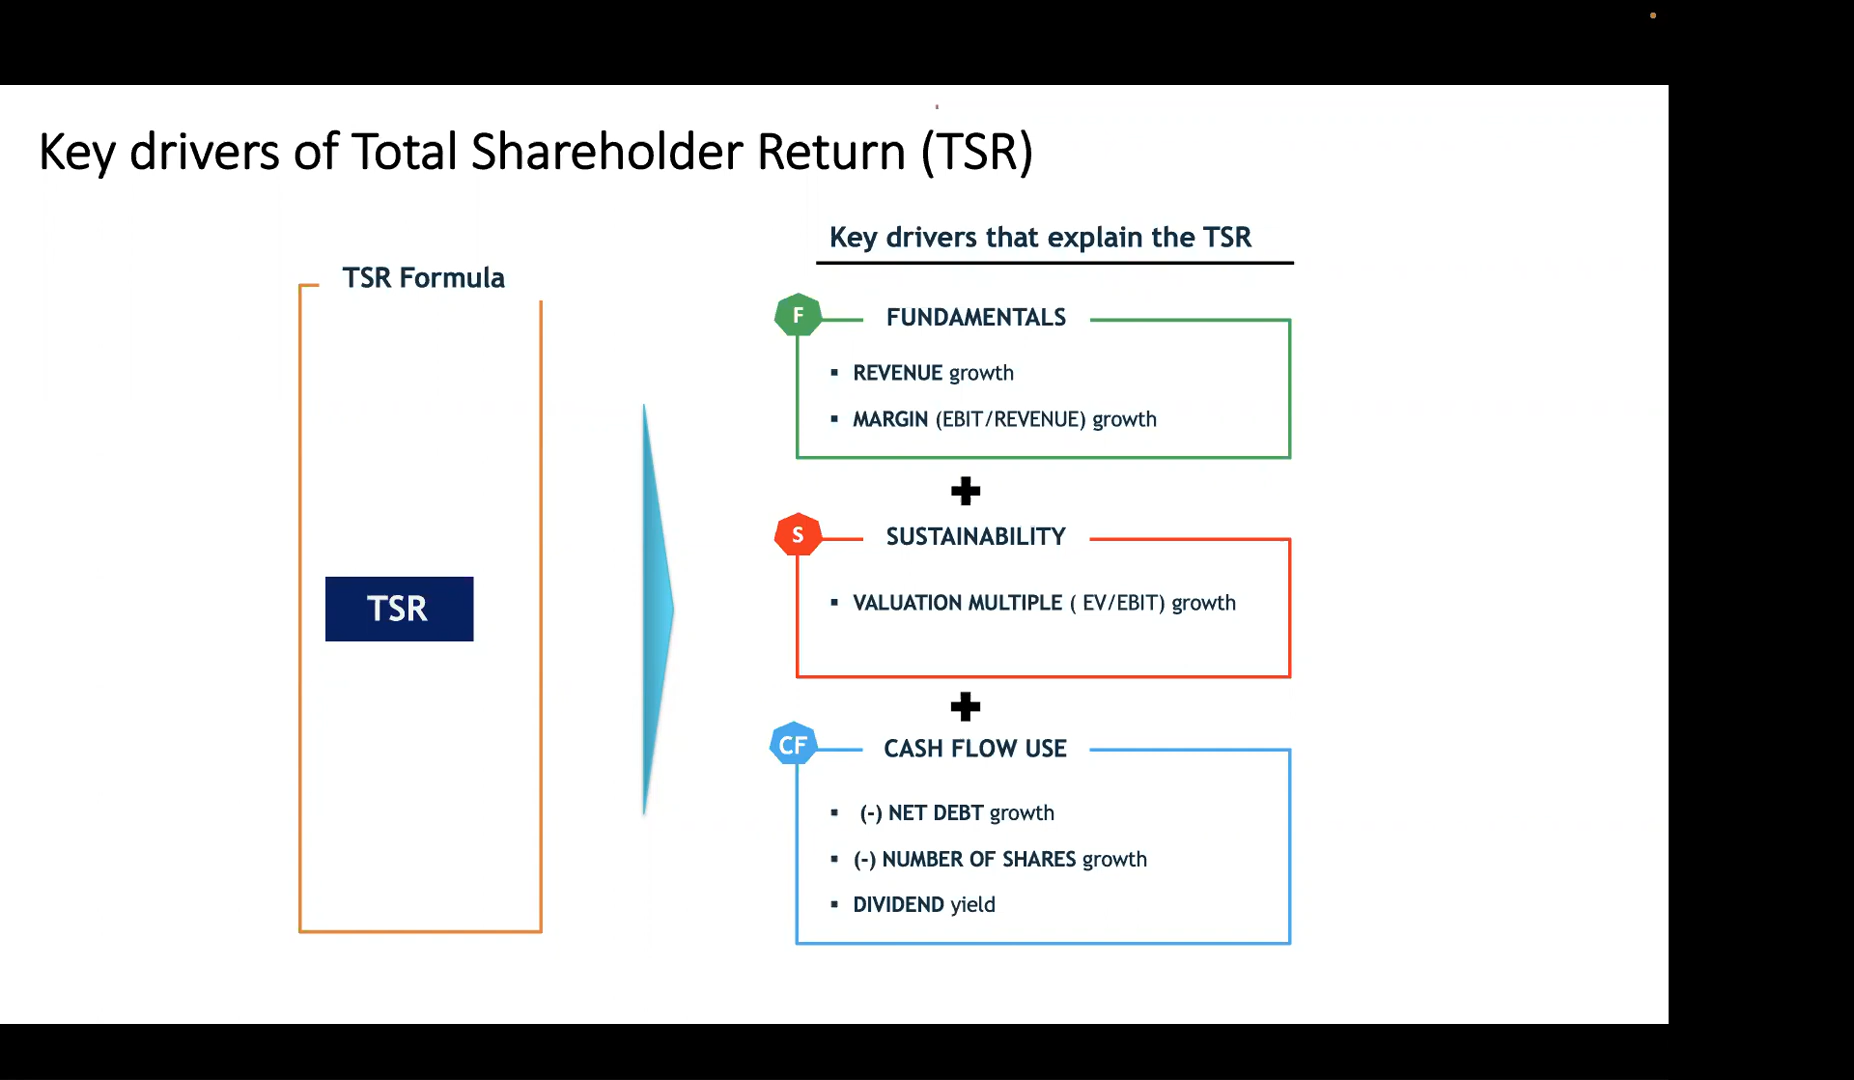 Key drivers of Total Shareholder Return (TSR)
TSR Formula
TSR
Key drivers that explain the TSR
F
FUNDAMENTALS
▪ REVENUE growth
▪ MARGIN (EBIT/REVENUE) growth
+
S
SUSTAINABILITY
▪ VALUATION MULTIPLE ( EV/EBIT) growth
+
CF
CASH FLOW USE
▪ (-) NET DEBT growth
▪ (-) NUMBER OF SHARES growth
▪ DIVIDEND yield